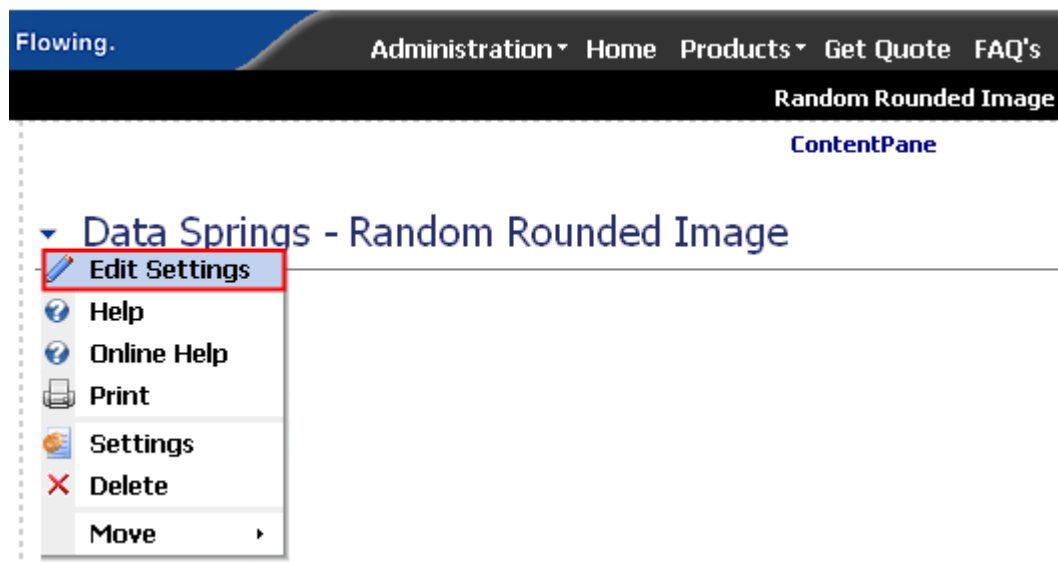 Flowing.
Administration Home Products Get Quote FAQ's
Random Rounded Image
ContentPane
Data Springs - Random Rounded Image
Edit Settings
Help
Online Help
Print
Settings
Delete
Move